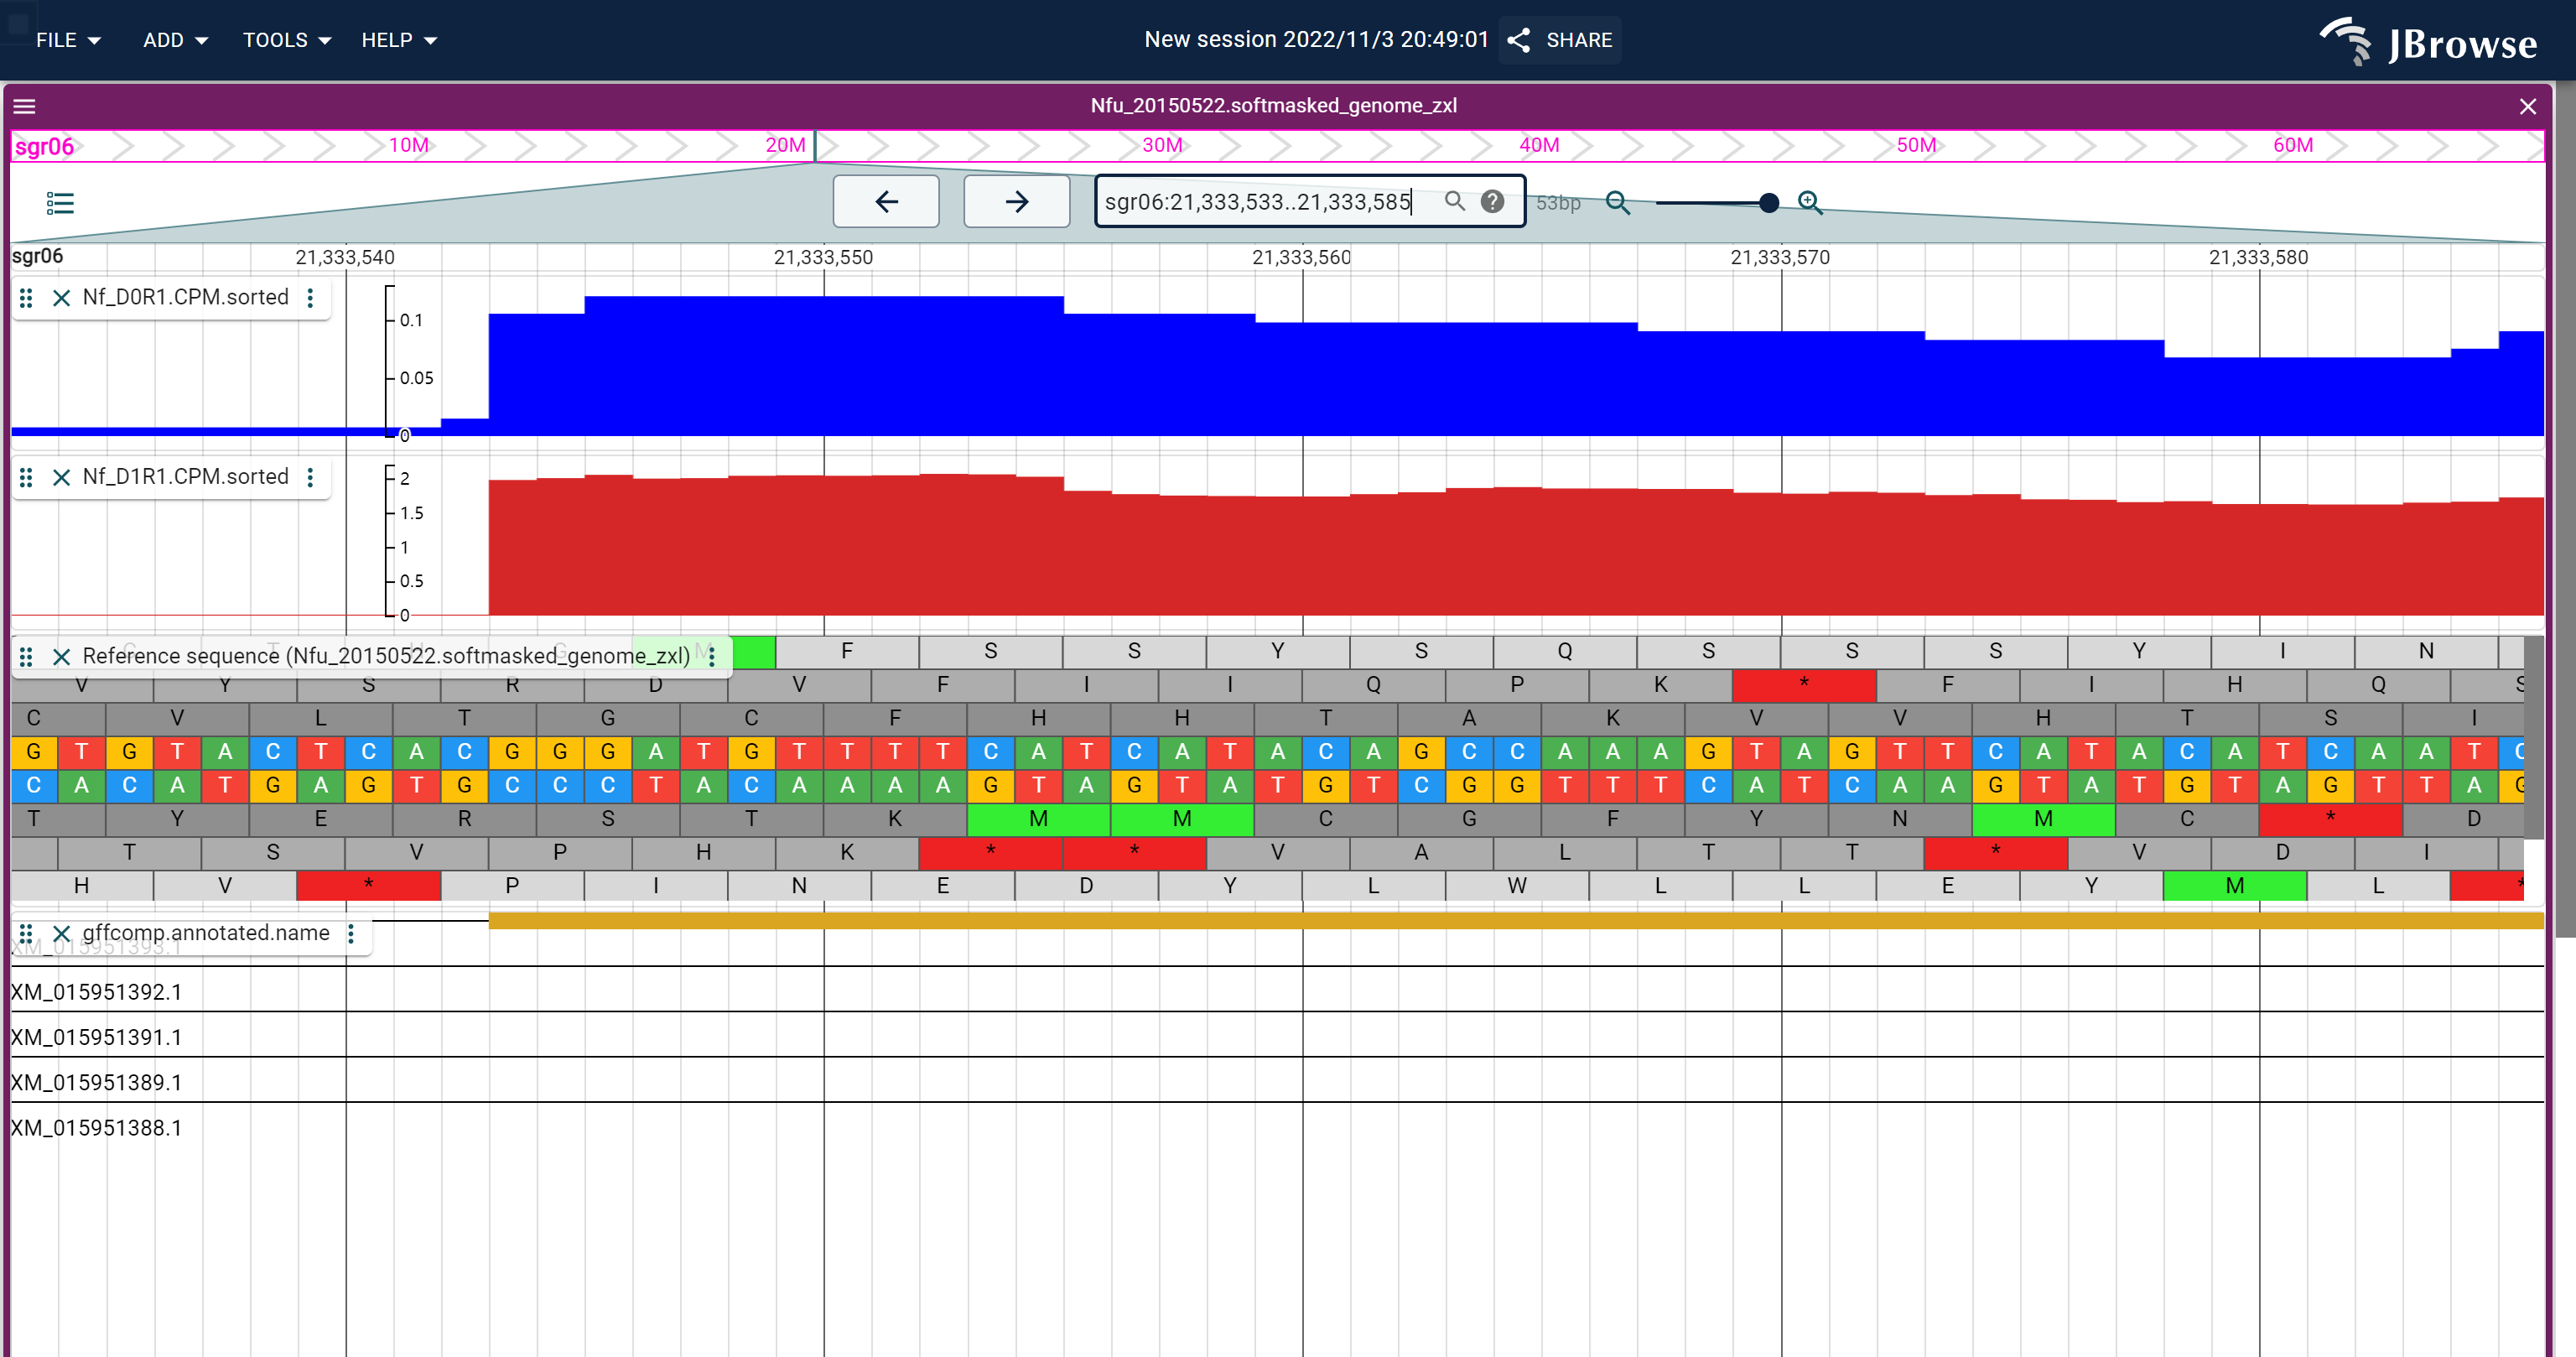 FILE ADD TOOLS HELP New session 2022/11/3 20:49:01 SHARE JBrowse
Nfu_20150522.softmasked_genome_zxl
sgr06 10M 20M 30M 40M 50M 60M
sgr06:21,333,533..21,333,585 53bp
sgr06 21,333,540 21,333,550 21,333,560 21,333,570 21,333,580
Nf_D0R1.CPM.sorted
0.1
0.05
0
Nf_D1R1.CPM.sorted
2
1.5
1
0.5
0
M F S S Y S Q S S S Y I N
Reference sequence (Nfu_20150522.softmasked_genome_zxl)
V Y S R D V F I I Q P K * F I H Q S
C V L T G C F H H T A K V V H T S I
G T G T A C T C A C G G G A T G T T T T C A T C A T A C A G C C A A A G T A G T T C A T A C A T C A A T C
C A C A T G A G T G C C C T A C A A A A G T A G T A T G T C G G T T T C A T C A A G T A T G T A G T T A G
T Y E R S T K M M C G F Y N M C * D
T S V P H K * * V A L T T * V D I
H V * P I N E D Y L W L L E Y M L *
gffcomp.annotated.name
XM_015951393.1
XM_015951392.1
XM_015951391.1
XM_015951389.1
XM_015951388.1